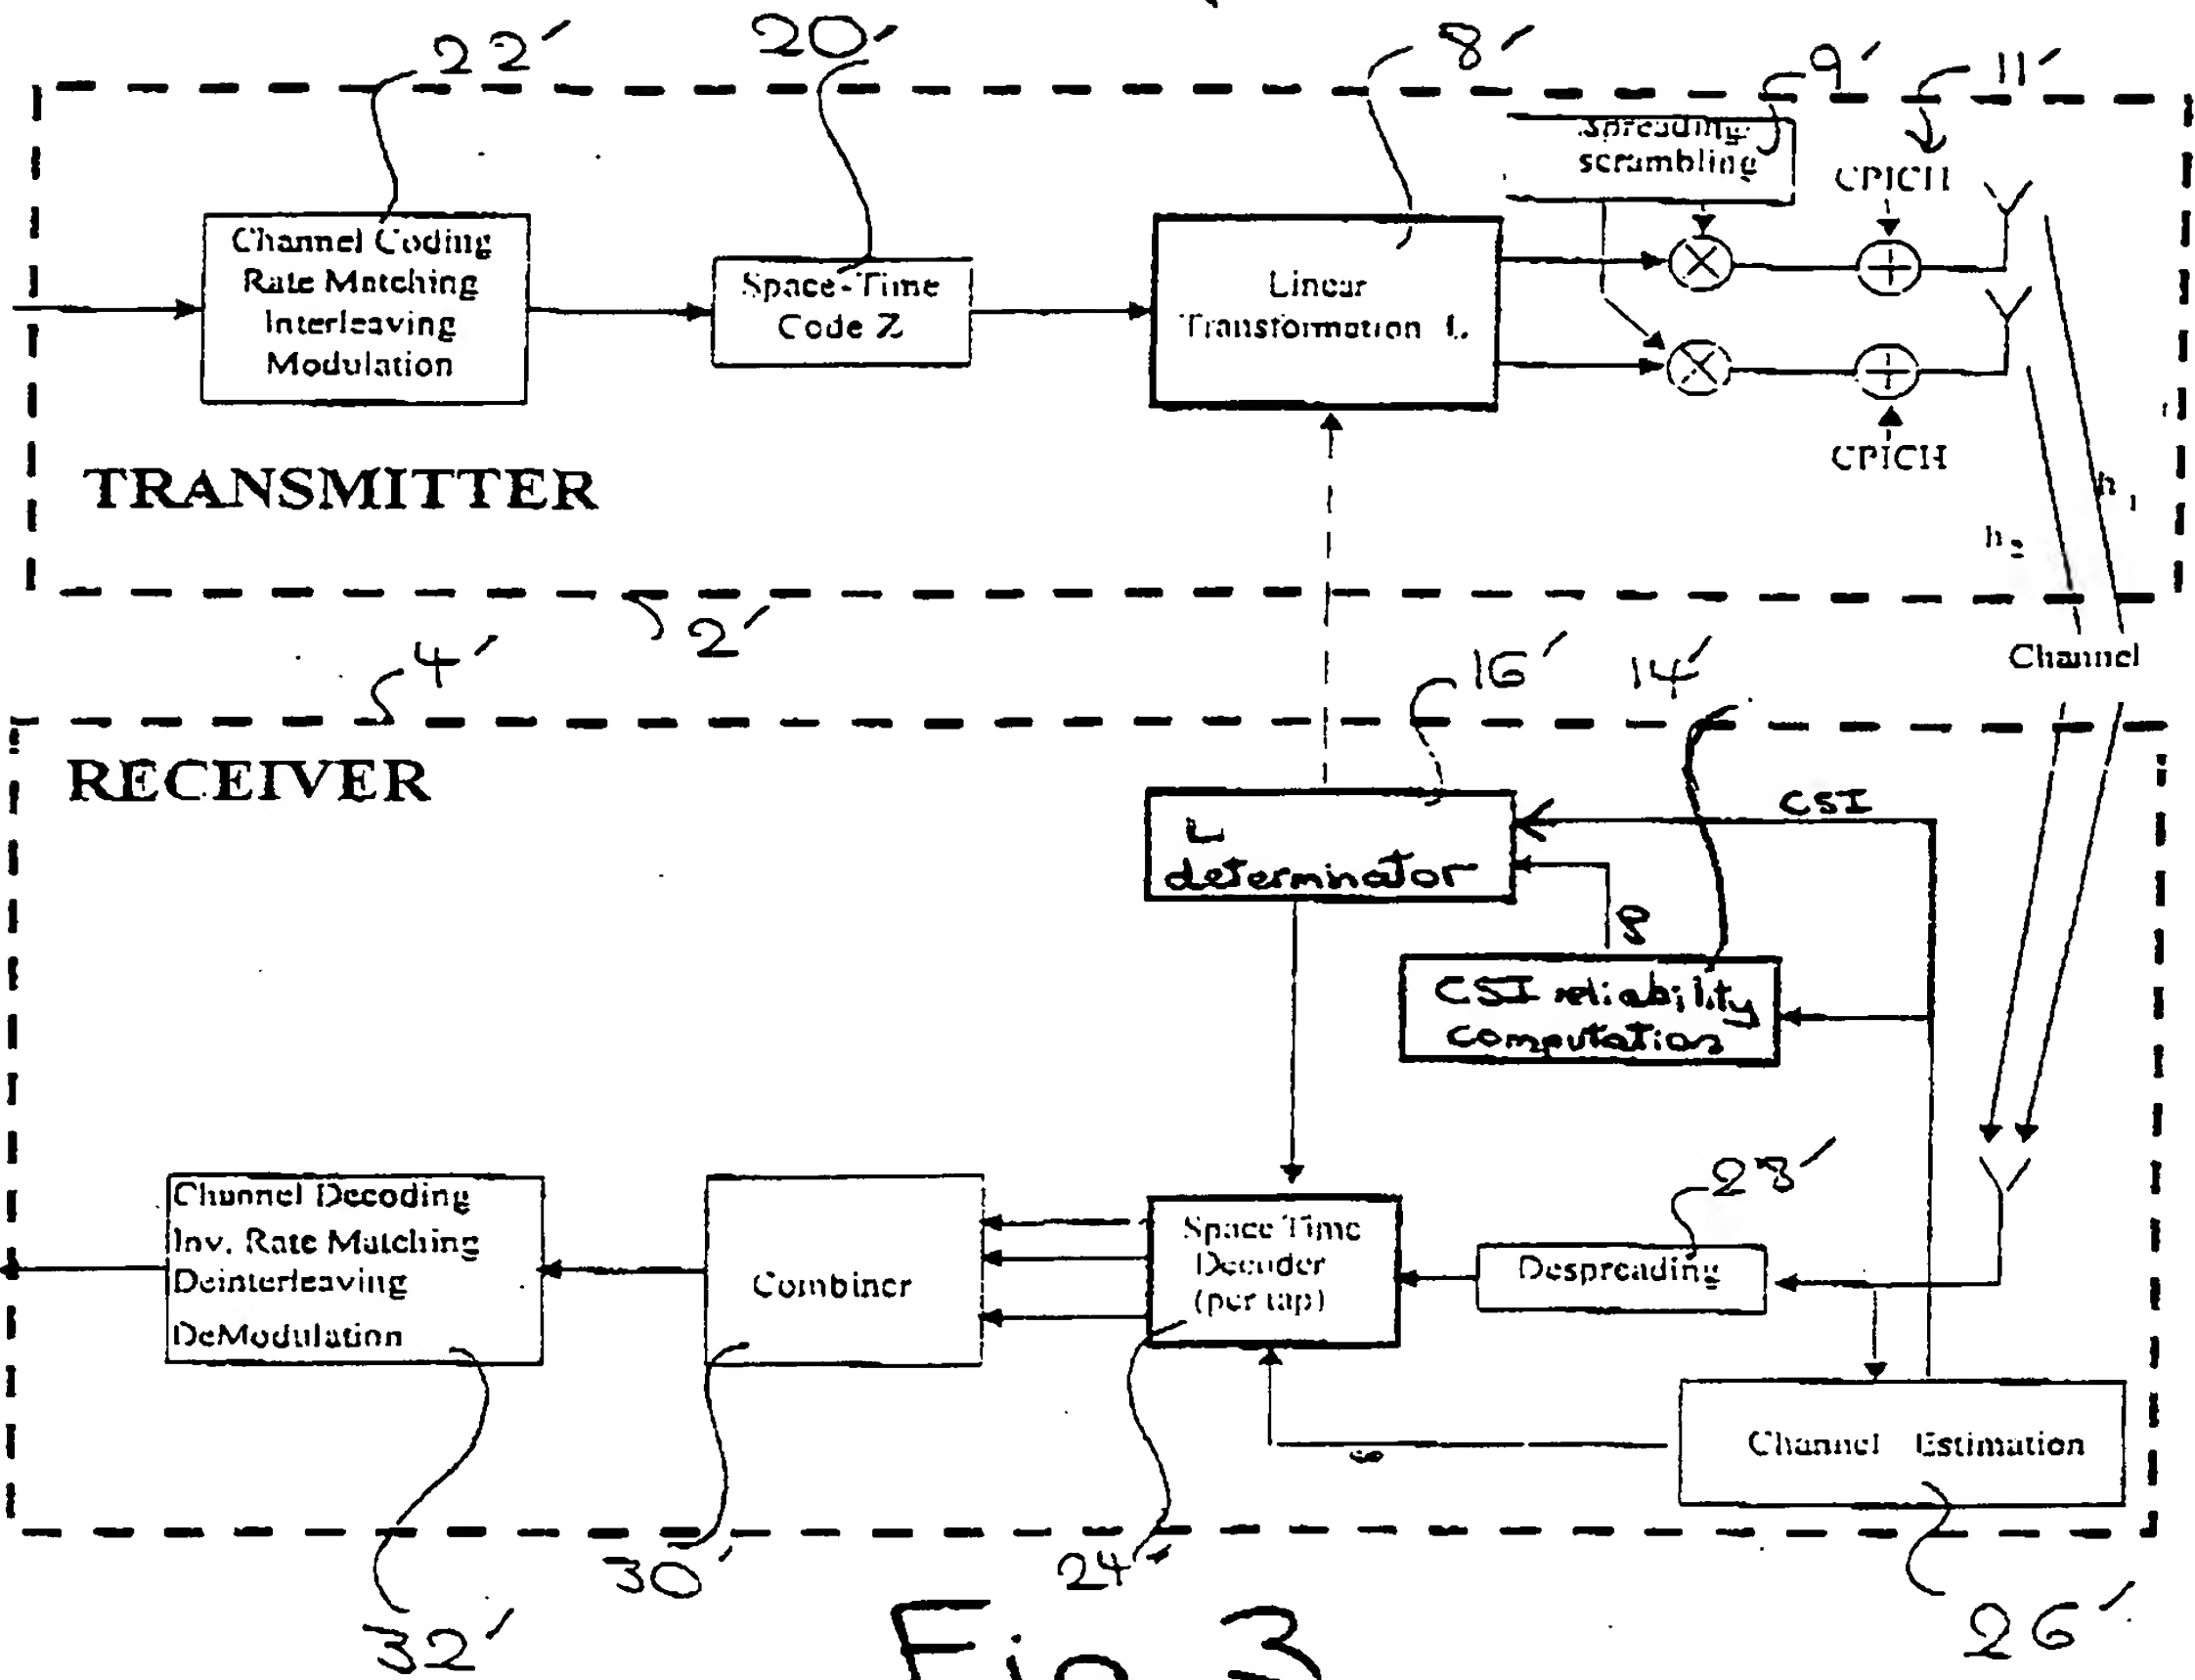 22′
20′
8′
9′
11′
Spreading
scrambling
CPICH
Channel Coding
Rate Matching
Interleaving
Modulation
Space-Time
Code Z
Linear
Transformation L
CPICH
TRANSMITTER
h1
h2
2′
4′
16′
14′
Channel
RECEIVER
CSI
L
determinator
CSI reliability
computation
28′
Channel Decoding
Inv. Rate Matching
Deinterleaving
DeModulation
Combiner
Space Time
Decoder
(per tap)
Despreading
Channel Estimation
30′
24′
32′
26′
Fig 3